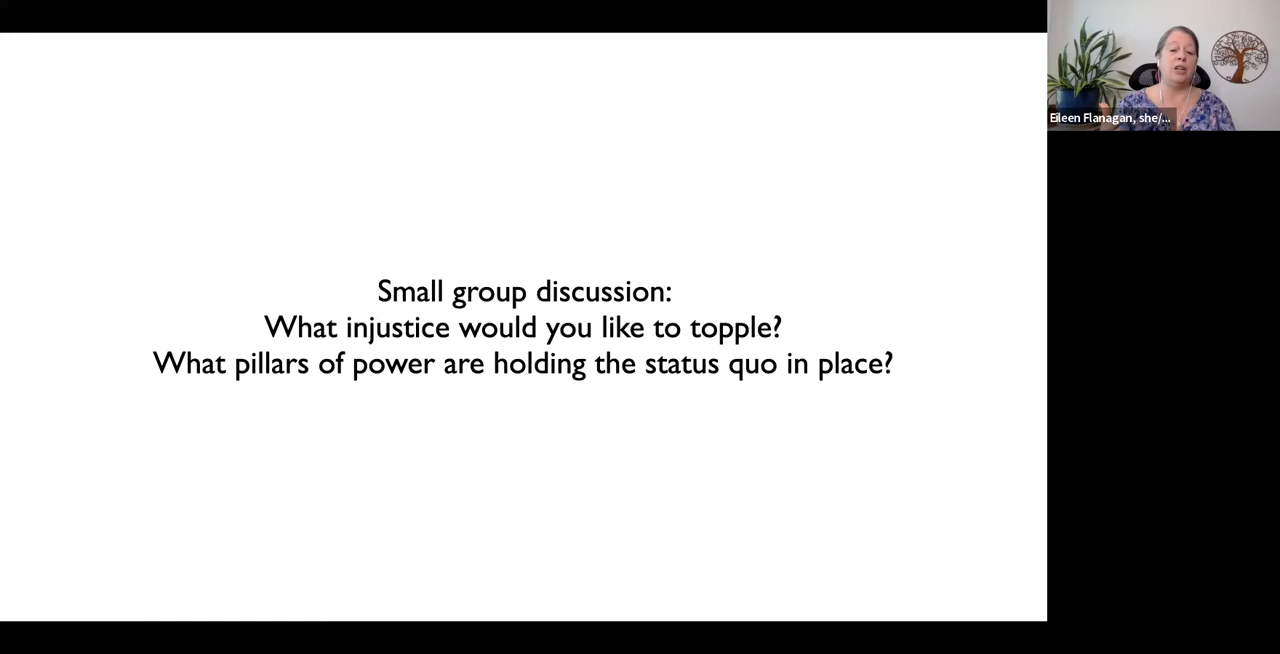 Small group discussion:
What injustice would you like to topple?
What pillars of power are holding the status quo in place?
Eileen Flanagan, she/...